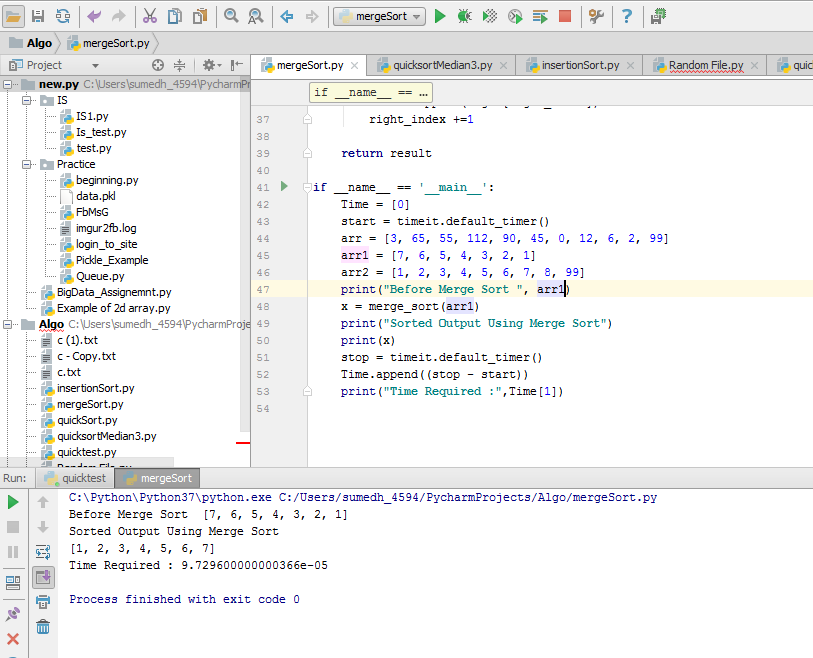 mergeSort
Algo mergeSort.py
Project
mergeSort.py quicksortMedian3.py insertionSort.py Random File.py quic
new.py C:\Users\sumedh_4594\PycharmPr
IS
IS1.py
Is_test.py
test.py
Practice
beginning.py
data.pkl
FbMsG
imgur2fb.log
login_to_site
Pickle_Example
Queue.py
BigData_Assignemnt.py
Example of 2d array.py
Algo C:\Users\sumedh_4594\PycharmProje
c (1).txt
c - Copy.txt
c.txt
insertionSort.py
mergeSort.py
quickSort.py
quicksortMedian3.py
quicktest.py
Random File.py
if __name__ == …
37 right_index +=1
38
39 return result
40
41 if __name__ == '__main__':
42 Time = [0]
43 start = timeit.default_timer()
44 arr = [3, 65, 55, 112, 90, 45, 0, 12, 6, 2, 99]
45 arr1 = [7, 6, 5, 4, 3, 2, 1]
46 arr2 = [1, 2, 3, 4, 5, 6, 7, 8, 99]
47 print("Before Merge Sort ", arr1)
48 x = merge_sort(arr1)
49 print("Sorted Output Using Merge Sort")
50 print(x)
51 stop = timeit.default_timer()
52 Time.append((stop - start))
53 print("Time Required :",Time[1])
54
Run: quicktest mergeSort
C:\Python\Python37\python.exe C:/Users/sumedh_4594/PycharmProjects/Algo/mergeSort.py
Before Merge Sort  [7, 6, 5, 4, 3, 2, 1]
Sorted Output Using Merge Sort
[1, 2, 3, 4, 5, 6, 7]
Time Required : 9.729600000000366e-05
Process finished with exit code 0